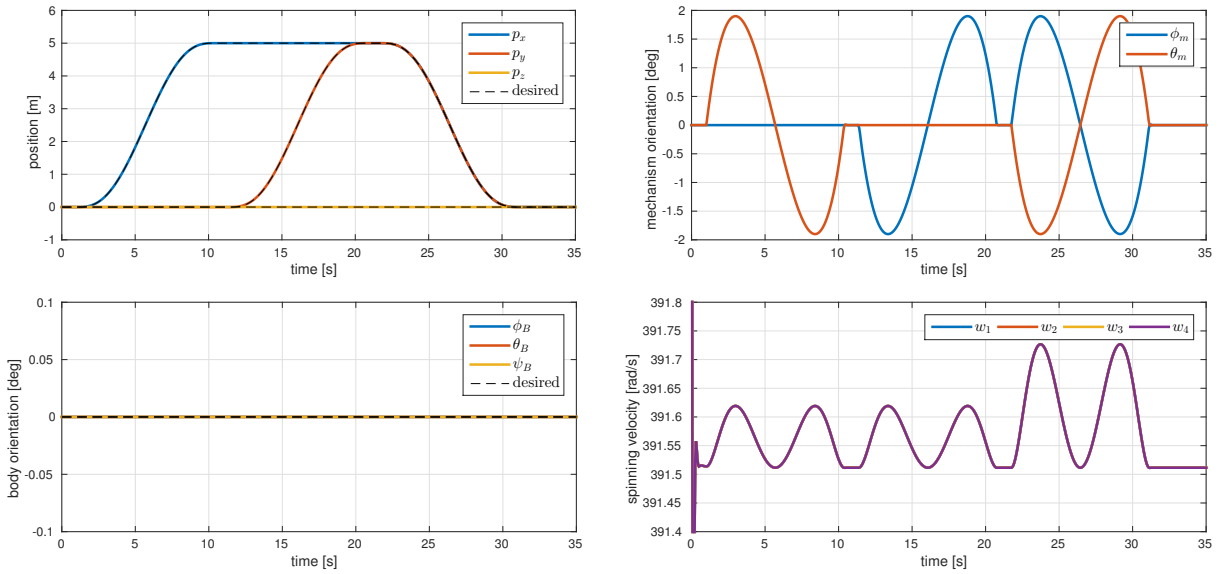 6
5
4
3
2
1
0
-1
position [m]
0 5 10 15 20 25 30 35
time [s]
p_x
p_y
p_z
desired
2
1.5
1
0.5
0
-0.5
-1
-1.5
-2
mechanism orientation [deg]
0 5 10 15 20 25 30 35
time [s]
ϕ_m
θ_m
0.1
0.05
0
-0.05
-0.1
body orientation [deg]
0 5 10 15 20 25 30 35
time [s]
ϕ_B
θ_B
ψ_B
desired
391.8
391.75
391.7
391.65
391.6
391.55
391.5
391.45
391.4
spinning velocity [rad/s]
0 5 10 15 20 25 30 35
time [s]
w_1 w_2 w_3 w_4